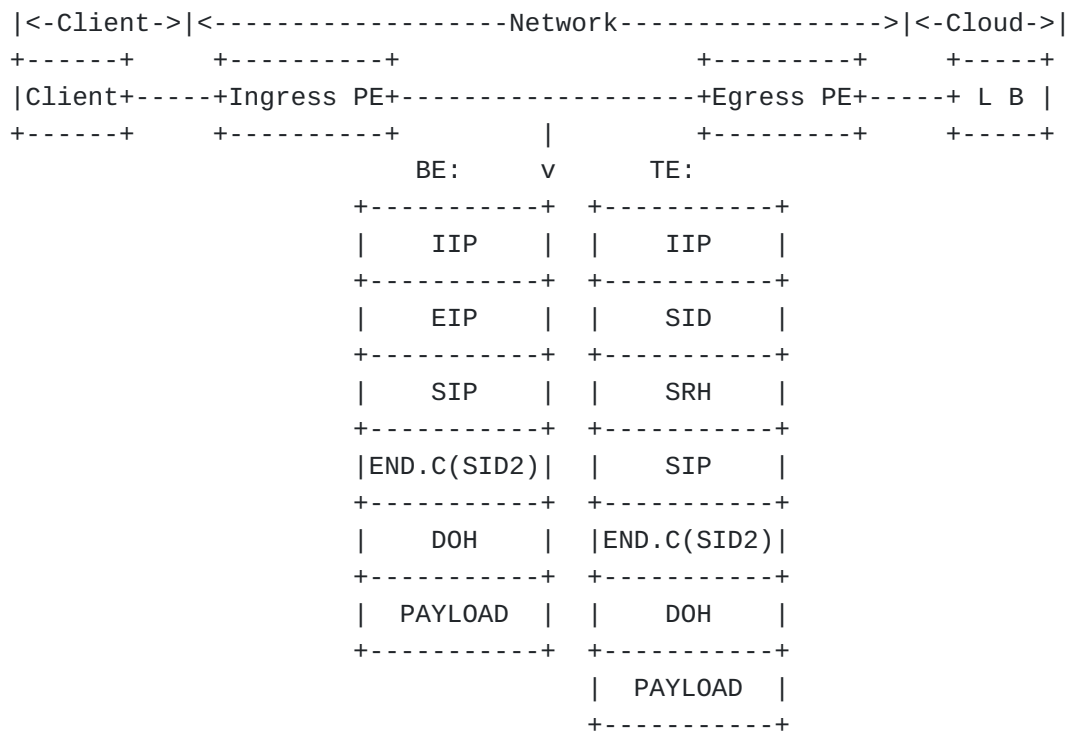 |<-Client->|<-------------------Network----------------->|<-Cloud->|
+------+     +----------+                   +---------+     +-----+
|Client+-----+Ingress PE+-------------------+Egress PE+-----+ L B |
+------+     +----------+         |         +---------+     +-----+
                          BE:     v      TE:
                      +-----------+  +-----------+
                      |    IIP    |  |    IIP    |
                      +-----------+  +-----------+
                      |    EIP    |  |    SID    |
                      +-----------+  +-----------+
                      |    SIP    |  |    SRH    |
                      +-----------+  +-----------+
                      |END.C(SID2)|  |    SIP    |
                      +-----------+  +-----------+
                      |    DOH    |  |END.C(SID2)|
                      +-----------+  +-----------+
                      |  PAYLOAD  |  |    DOH    |
                      +-----------+  +-----------+
                                     |  PAYLOAD  |
                                     +-----------+